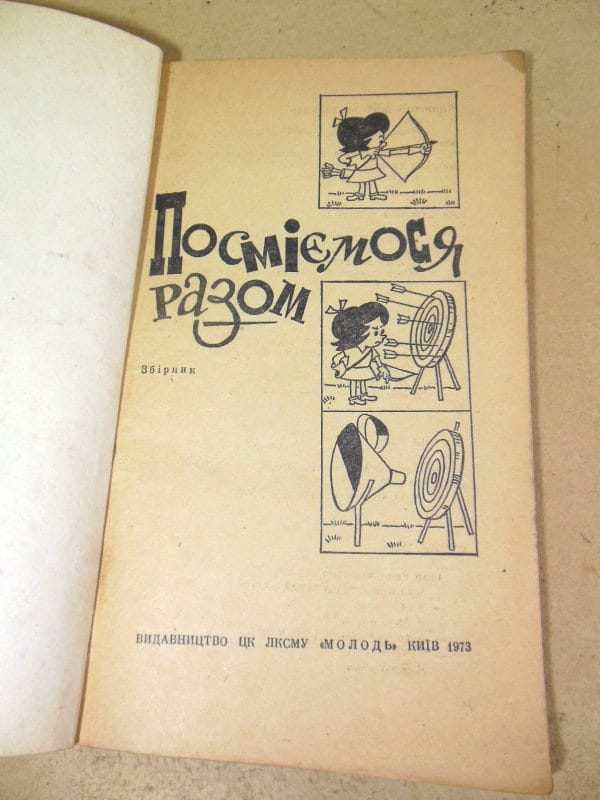 Посміємося
разом
Збірник
ВИДАВНИЦТВО ЦК ЛКСМУ «МОЛОДЬ» КИЇВ 1973